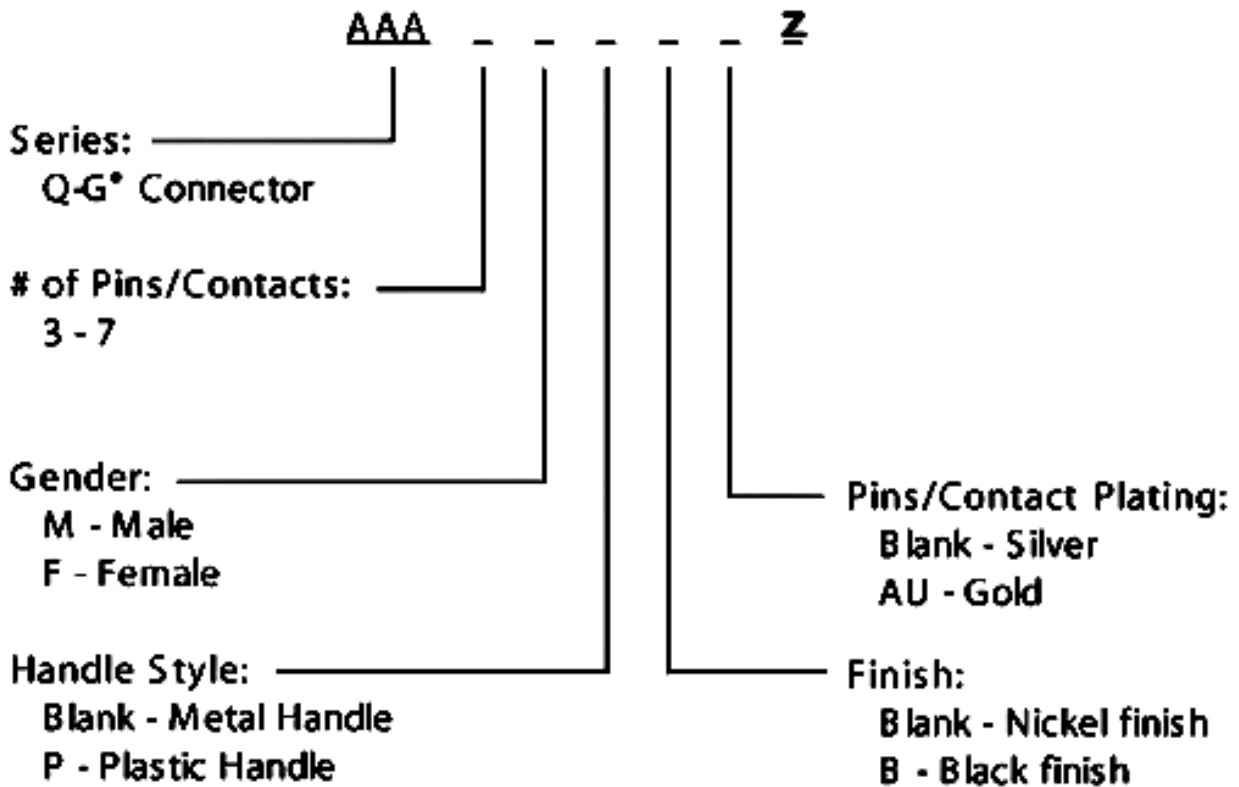 AAA _ _ _ _ _ Z
Series:
Q-G® Connector
# of Pins/Contacts:
3 - 7
Gender:
M - Male
F - Female
Handle Style:
Blank - Metal Handle
P - Plastic Handle
Pins/Contact Plating:
Blank - Silver
AU - Gold
Finish:
Blank - Nickel finish
B - Black finish